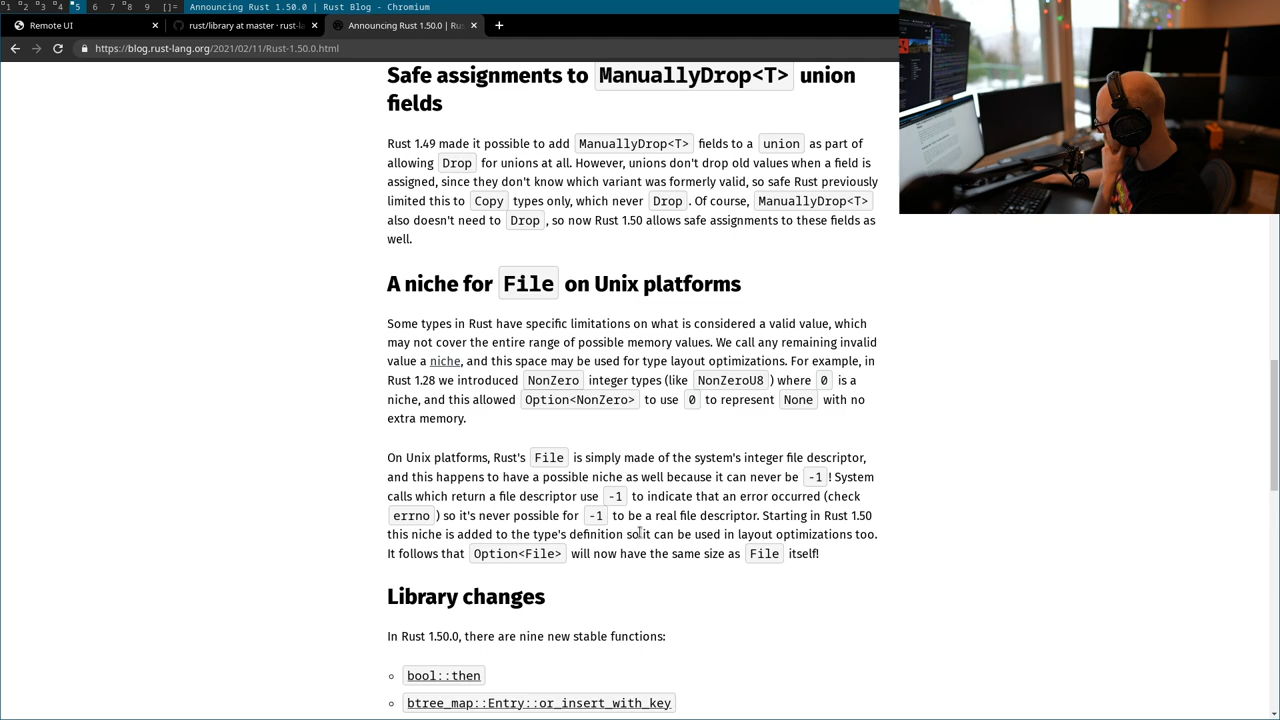 1 2 3 4 5 6 7 8 9 []= Announcing Rust 1.50.0 | Rust Blog - Chromium
Remote UI
rust/library at master · rust-la
Announcing Rust 1.50.0 | Rus
https://blog.rust-lang.org/ /11/Rust-1.50.0.html
Safe assignments to ManuallyDrop<T> union
fields
Rust 1.49 made it possible to add ManuallyDrop<T> fields to a union as part of
allowing Drop for unions at all. However, unions don't drop old values when a field is
assigned, since they don't know which variant was formerly valid, so safe Rust previously
limited this to Copy types only, which never Drop. Of course, ManuallyDrop<T>
also doesn't need to Drop, so now Rust 1.50 allows safe assignments to these fields as
well.
A niche for File on Unix platforms
Some types in Rust have specific limitations on what is considered a valid value, which
may not cover the entire range of possible memory values. We call any remaining invalid
value a niche, and this space may be used for type layout optimizations. For example, in
Rust 1.28 we introduced NonZero integer types (like NonZeroU8) where 0 is a
niche, and this allowed Option<NonZero> to use 0 to represent None with no
extra memory.
On Unix platforms, Rust's File is simply made of the system's integer file descriptor,
and this happens to have a possible niche as well because it can never be -1! System
calls which return a file descriptor use -1 to indicate that an error occurred (check
errno) so it's never possible for -1 to be a real file descriptor. Starting in Rust 1.50
this niche is added to the type's definition so it can be used in layout optimizations too.
It follows that Option<File> will now have the same size as File itself!
Library changes
In Rust 1.50.0, there are nine new stable functions:
bool::then
btree_map::Entry::or_insert_with_key